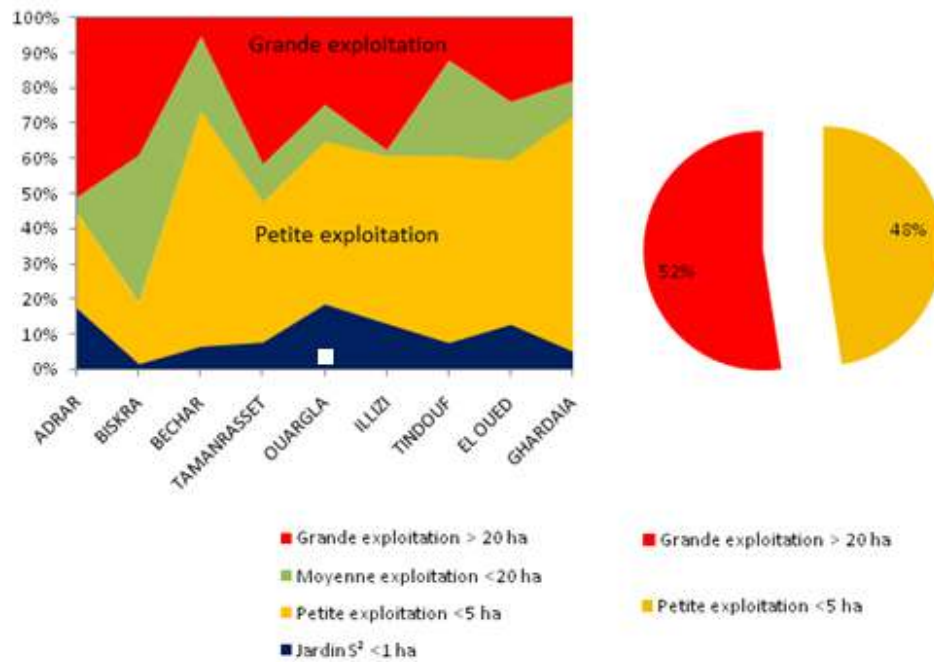 100%
90%
80%
70%
60%
50%
40%
30%
20%
10%
0%
Grande exploitation
Petite exploitation
ADRAR
BISKRA
BECHAR
TAMANRASSET
OUARGLA
ILLIZI
TINDOUF
EL OUED
GHARDAIA
52%
48%
Grande exploitation > 20 ha
Moyenne exploitation <20 ha
Petite exploitation <5 ha
Jardin S² <1 ha
Grande exploitation > 20 ha
Petite exploitation <5 ha